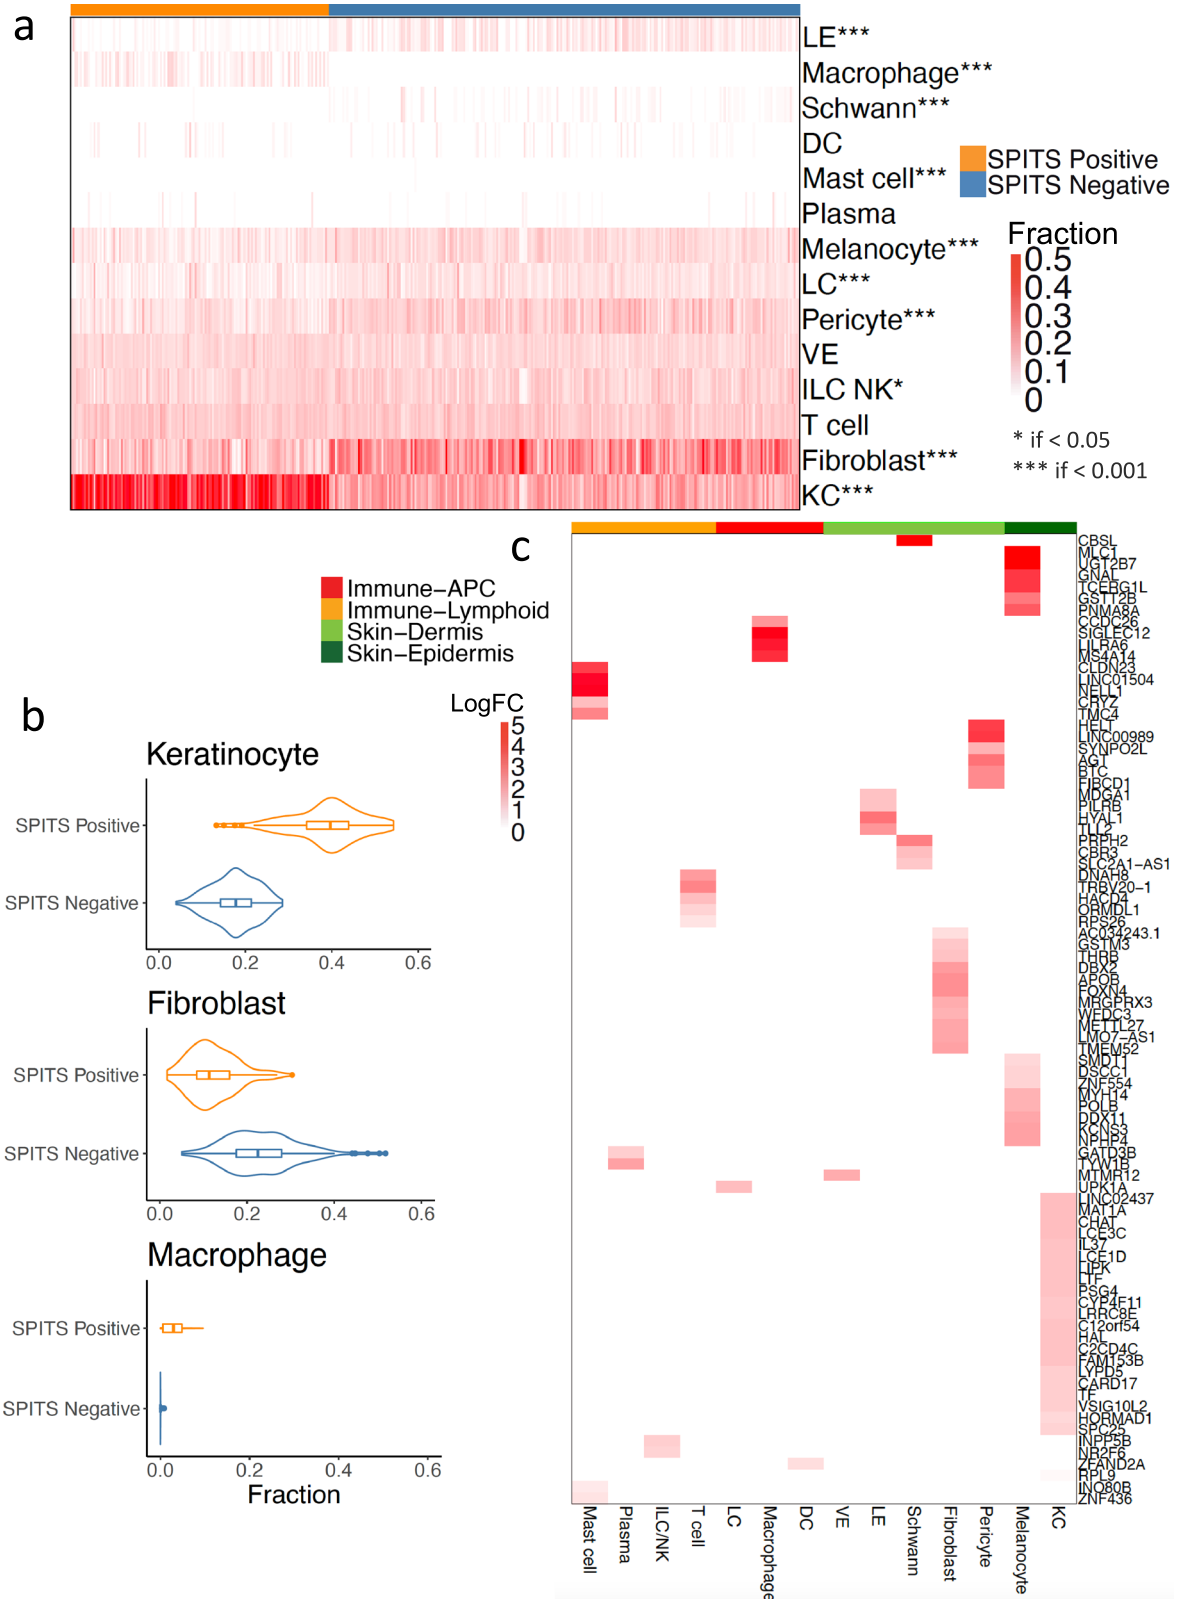 a
LE***
Macrophage***
Schwann***
DC
Mast cell***
Plasma
Melanocyte***
LC***
Pericyte***
VE
ILC NK*
T cell
Fibroblast***
KC***
SPITS Positive
SPITS Negative
Fraction
0.5
0.4
0.3
0.2
0.1
0
* if < 0.05
*** if < 0.001
Immune-APC
Immune-Lymphoid
Skin-Dermis
Skin-Epidermis
LogFC
5
4
3
2
1
0
b
Keratinocyte
SPITS Positive
SPITS Negative
0.0 0.2 0.4 0.6
Fibroblast
SPITS Positive
SPITS Negative
0.0 0.2 0.4 0.6
Macrophage
SPITS Positive
SPITS Negative
0.0 0.2 0.4 0.6
Fraction
c
CBSL
MLC1
UGT2B7
GNAL
TCERG1L
GSTT2B
PNMA8A
CCDC26
SIGLEC12
LILRA6
MS4A14
CLDN23
LINC01504
NELL1
CRYZ
TMC4
HELT
LINC00989
SYNPO2L
AGT
BTC
FIBCD1
MDGA1
PILRB
HYAL1
TLL2
PRPH2
CBR3
SLC2A1-AS1
DNAH8
TRBV20-1
HACD4
ORMDL1
RPS26
AC034243.1
GSTM3
THRB
DBX2
APOB
FOXN4
MRGPRX3
WFDC3
METTL27
LMO7-AS1
TMEM52
SMDT1
DSCC1
ZNF554
MYH14
POLB
DDX11
KCNS3
NPHP4
GATD3B
TYW1B
MTMR12
UPK1A
LINC02437
MAT1A
CHAT
LCE3C
IL37
LCE1D
LIPK
LTF
PSG4
CYP4F11
LRRC8E
C12orf54
HAL
C2CD4C
FAM153B
LYPD5
CARD17
TF
VSIG10L2
HORMAD1
SPC25
INPP5B
NR2F6
ZFAND2A
RPL9
INO80B
ZNF436
Mast cell
Plasma
ILC/NK
T cell
LC
Macrophage
DC
VE
LE
Schwann
Fibroblast
Pericyte
Melanocyte
KC